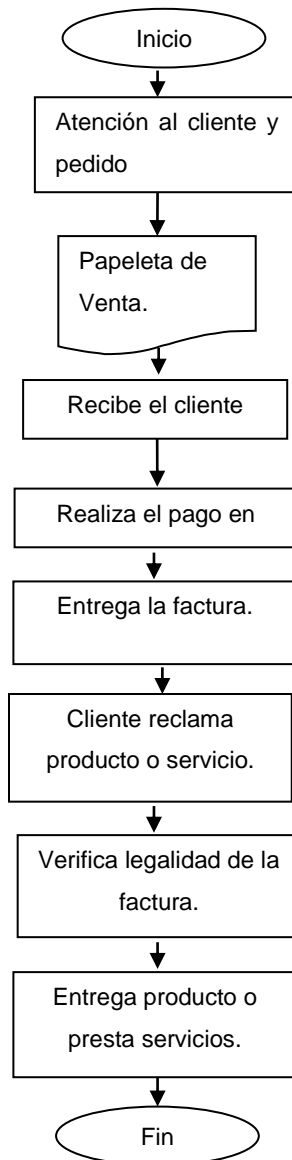 Inicio
Atención al cliente y
pedido
Papeleta de
Venta.
Recibe el cliente
Realiza el pago en
Entrega la factura.
Cliente reclama
producto o servicio.
Verifica legalidad de la
factura.
Entrega producto o
presta servicios.
Fin